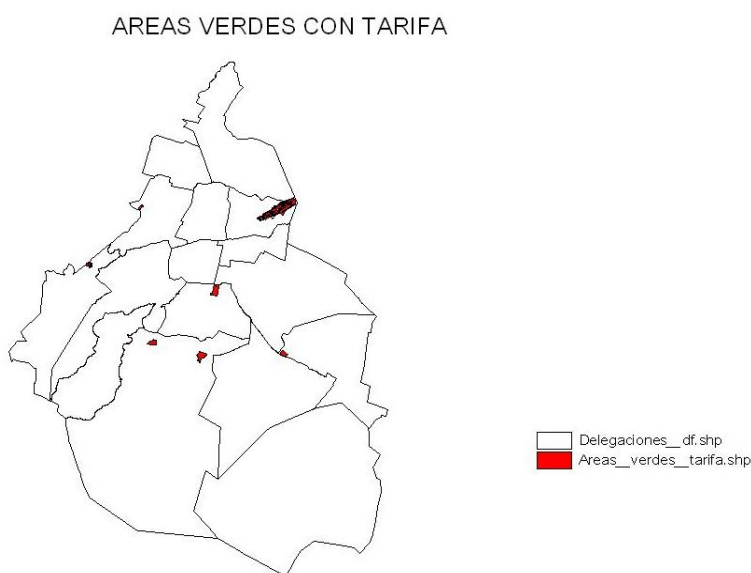 AREAS VERDES CON TARIFA
Delegaciones__df.shp
Areas__verdes__tarifa.shp